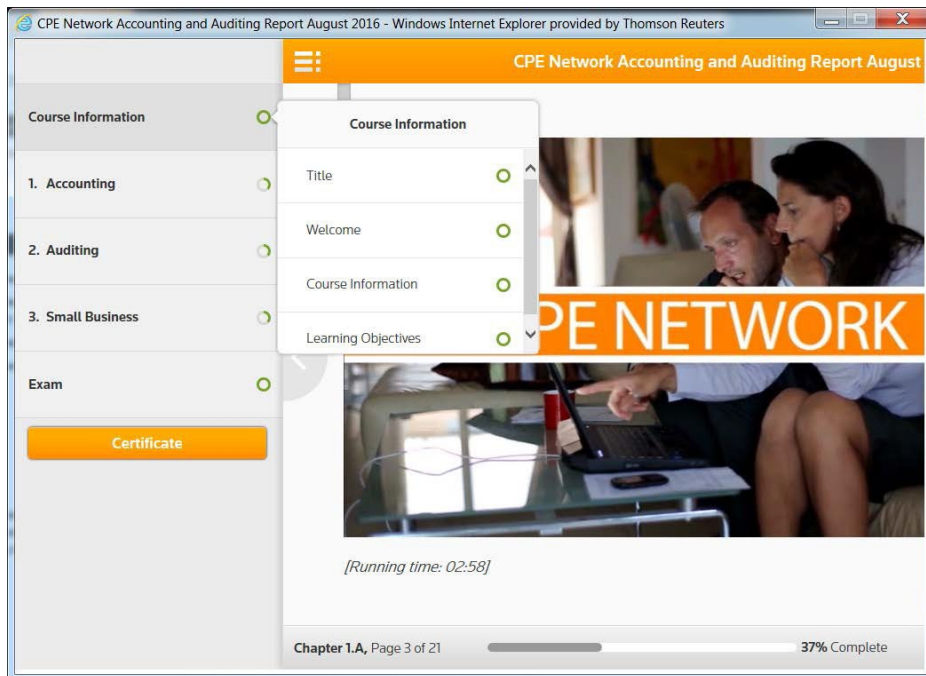 CPE Network Accounting and Auditing Report August 2016 - Windows Internet Explorer provided by Thomson Reuters
CPE Network Accounting and Auditing Report August
Course Information
1. Accounting
2. Auditing
3. Small Business
Exam
Certificate
Course Information
Title
Welcome
Course Information
Learning Objectives
PE NETWORK
[Running time: 02:58]
Chapter 1.A, Page 3 of 21
37% Complete